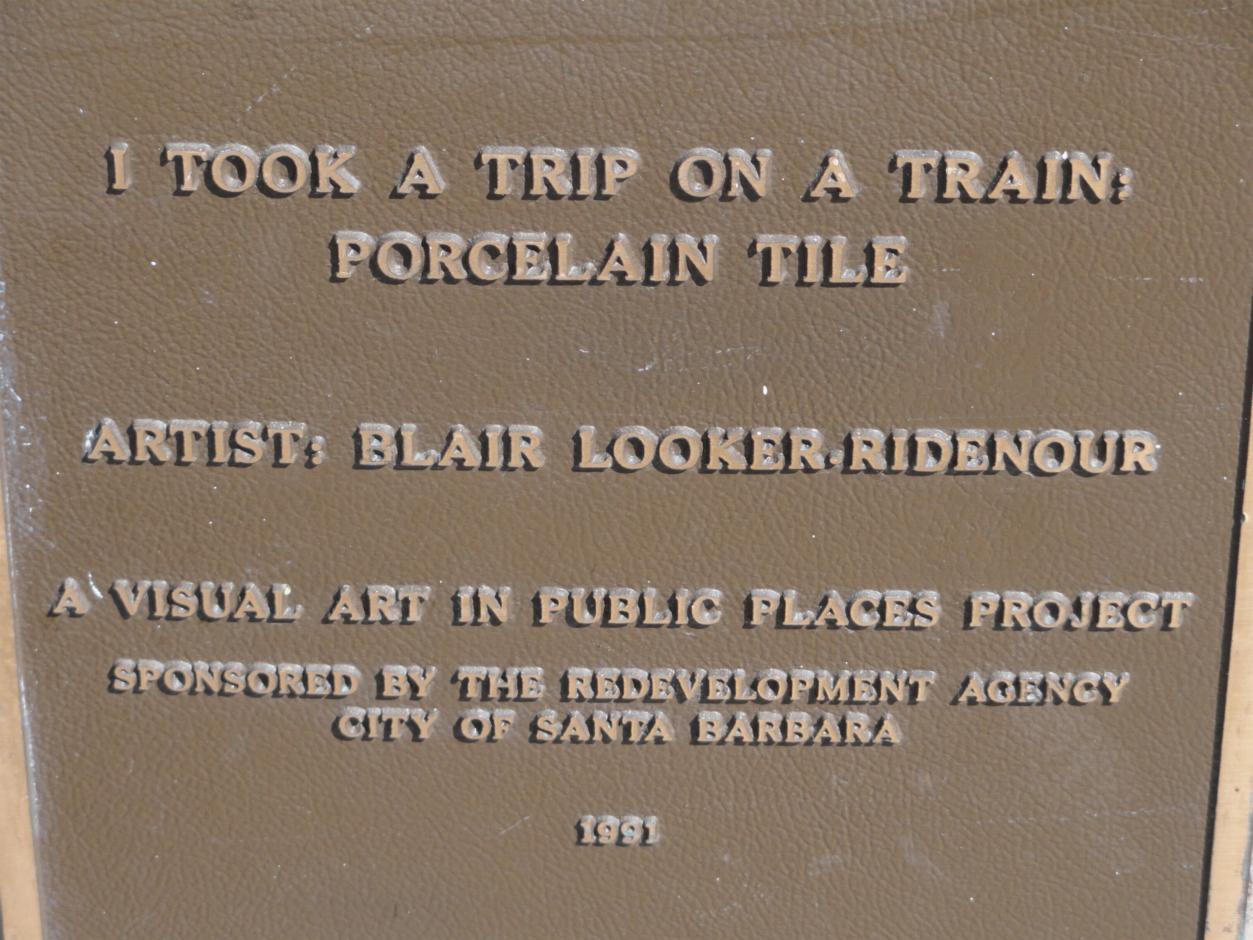 I TOOK A TRIP ON A TRAIN:
PORCELAIN TILE
ARTIST: BLAIR LOOKER-RIDENOUR
A VISUAL ART IN PUBLIC PLACES PROJECT
SPONSORED BY THE REDEVELOPMENT AGENCY
CITY OF SANTA BARBARA
1991